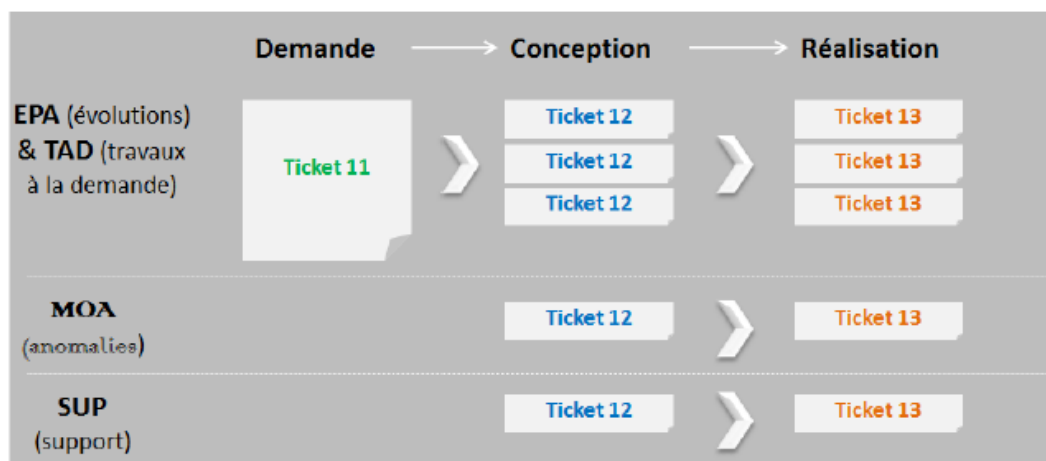 Demande Conception Réalisation
EPA (évolutions)
& TAD (travaux
à la demande)
Ticket 11
Ticket 12
Ticket 12
Ticket 12
Ticket 13
Ticket 13
Ticket 13
MOA
(anomalies)
Ticket 12
Ticket 13
SUP
(support)
Ticket 12
Ticket 13